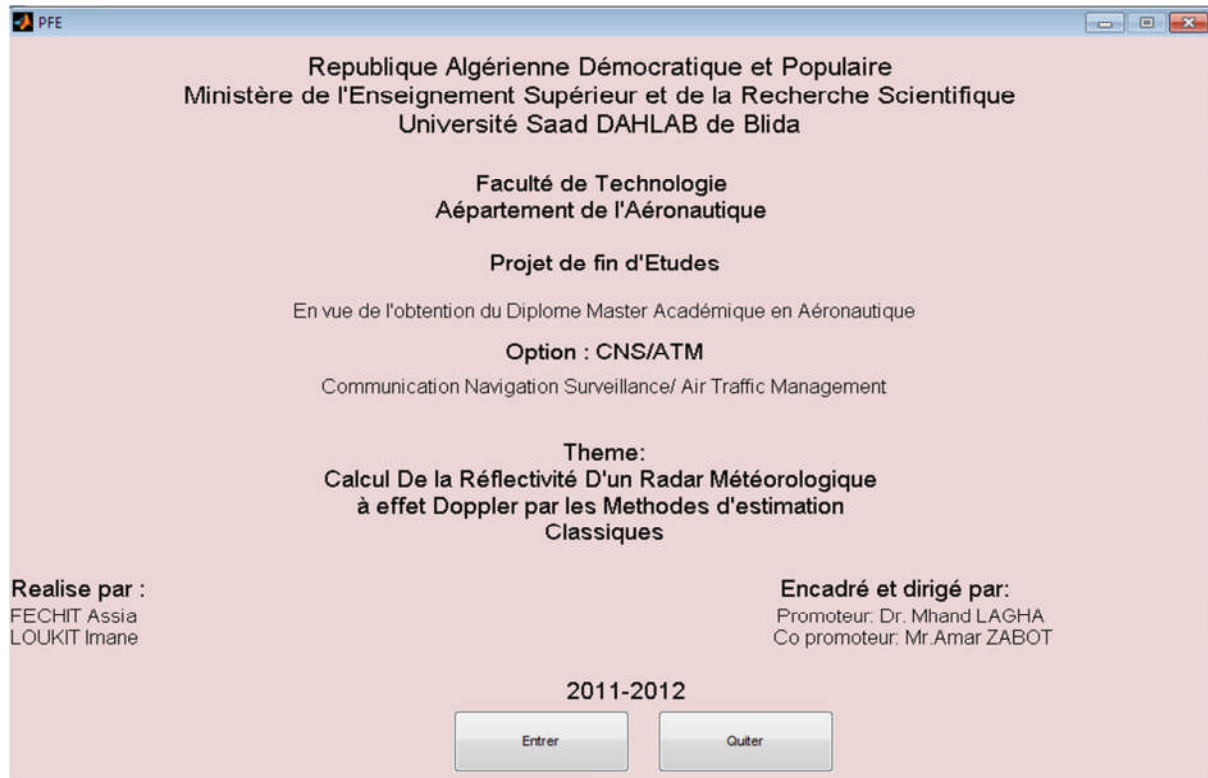 PFE
Republique Algérienne Démocratique et Populaire
Ministère de l'Enseignement Supérieur et de la Recherche Scientifique
Université Saad DAHLAB de Blida
Faculté de Technologie
Aépartement de l'Aéronautique
Projet de fin d'Etudes
En vue de l'obtention du Diplome Master Académique en Aéronautique
Option : CNS/ATM
Communication Navigation Surveillance/ Air Traffic Management
Theme:
Calcul De la Réflectivité D'un Radar Météorologique
à effet Doppler par les Methodes d'estimation
Classiques
Realise par :
FECHIT Assia
LOUKIT Imane
Encadré et dirigé par:
Promoteur: Dr. Mhand LAGHA
Co promoteur: Mr.Amar ZABOT
2011-2012
Entrer
Quiter